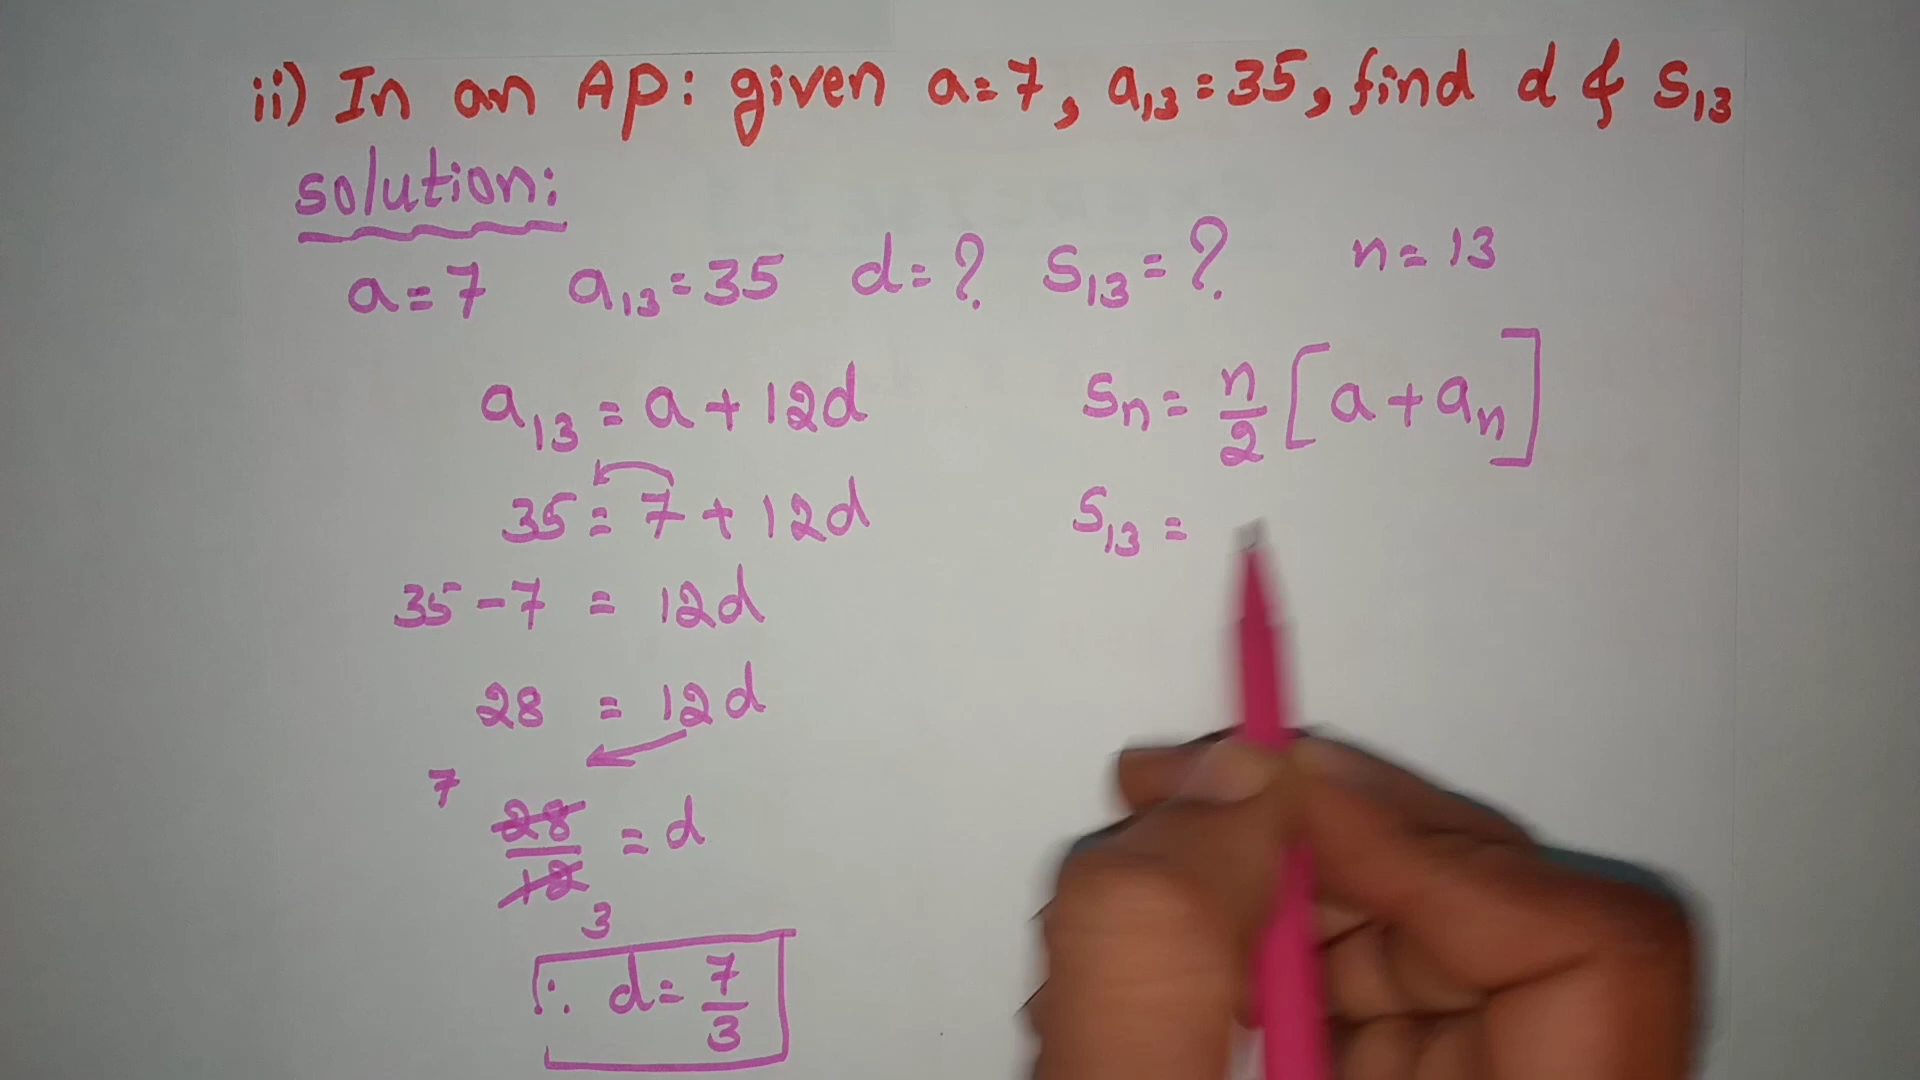 ii) In an AP: given a=7, a₁₃=35, find d & S₁₃
solution:
a=7 a₁₃=35 d=? S₁₃=? n=13
a₁₃ = a + 12d
35 = 7 + 12d
35-7 = 12d
28 = 12d
7
28/12 = d
3
∴ d= 7/3
Sn = n/2 [a + an]
S₁₃ =